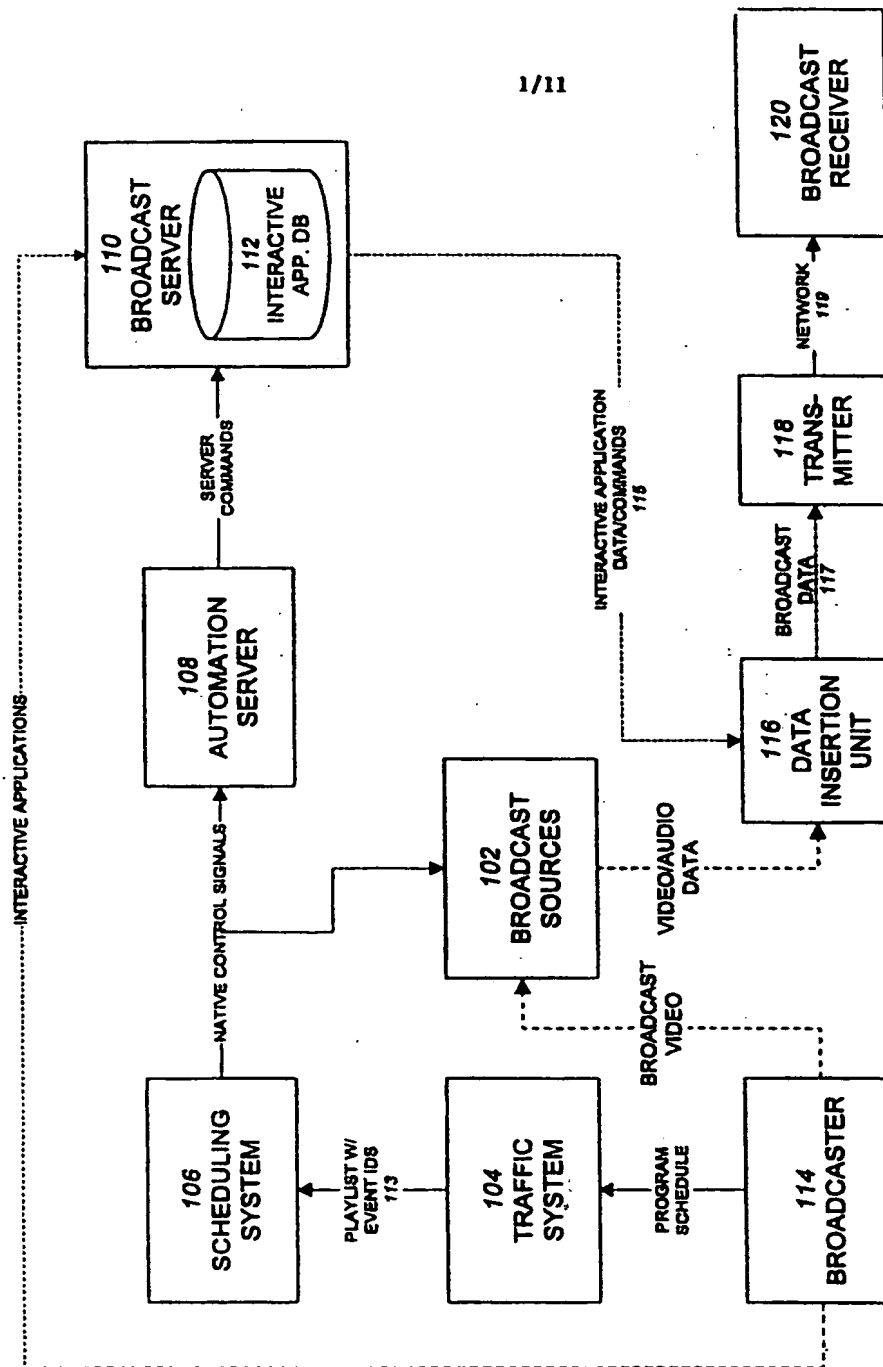 1/11
INTERACTIVE APPLICATIONS
106
SCHEDULING
SYSTEM
NATIVE CONTROL SIGNALS
108
AUTOMATION
SERVER
SERVER
COMMANDS
110
BROADCAST
SERVER
112
INTERACTIVE
APP. DB
PLAYLIST W/
EVENT IDS
113
104
TRAFFIC
SYSTEM
102
BROADCAST
SOURCES
INTERACTIVE APPLICATION
DATA/COMMANDS
115
PROGRAM
SCHEDULE
BROADCAST
VIDEO
VIDEO/AUDIO
DATA
114
BROADCASTER
116
DATA
INSERTION
UNIT
BROADCAST
DATA
117
118
TRANS-
MITTER
NETWORK
119
120
BROADCAST
RECEIVER